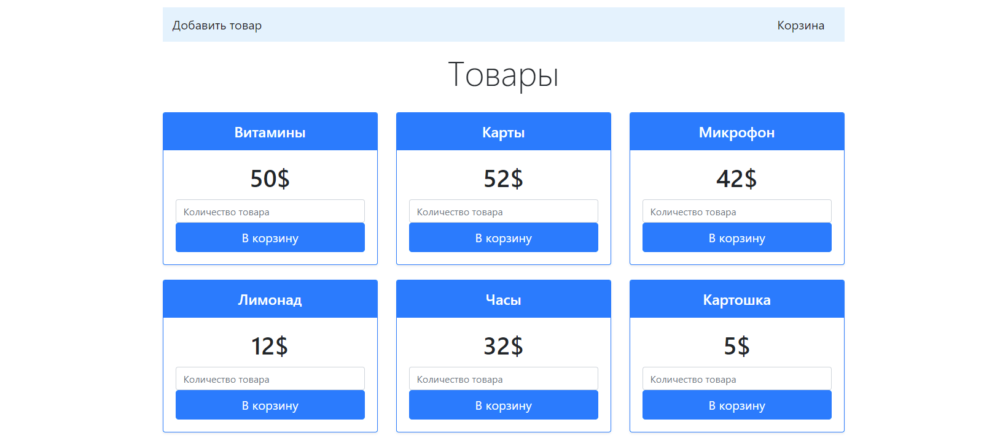 Добавить товар
Корзина
Товары
Витамины
50$
Количество товара
В корзину
Карты
52$
Количество товара
В корзину
Микрофон
42$
Количество товара
В корзину
Лимонад
12$
Количество товара
В корзину
Часы
32$
Количество товара
В корзину
Картошка
5$
Количество товара
В корзину